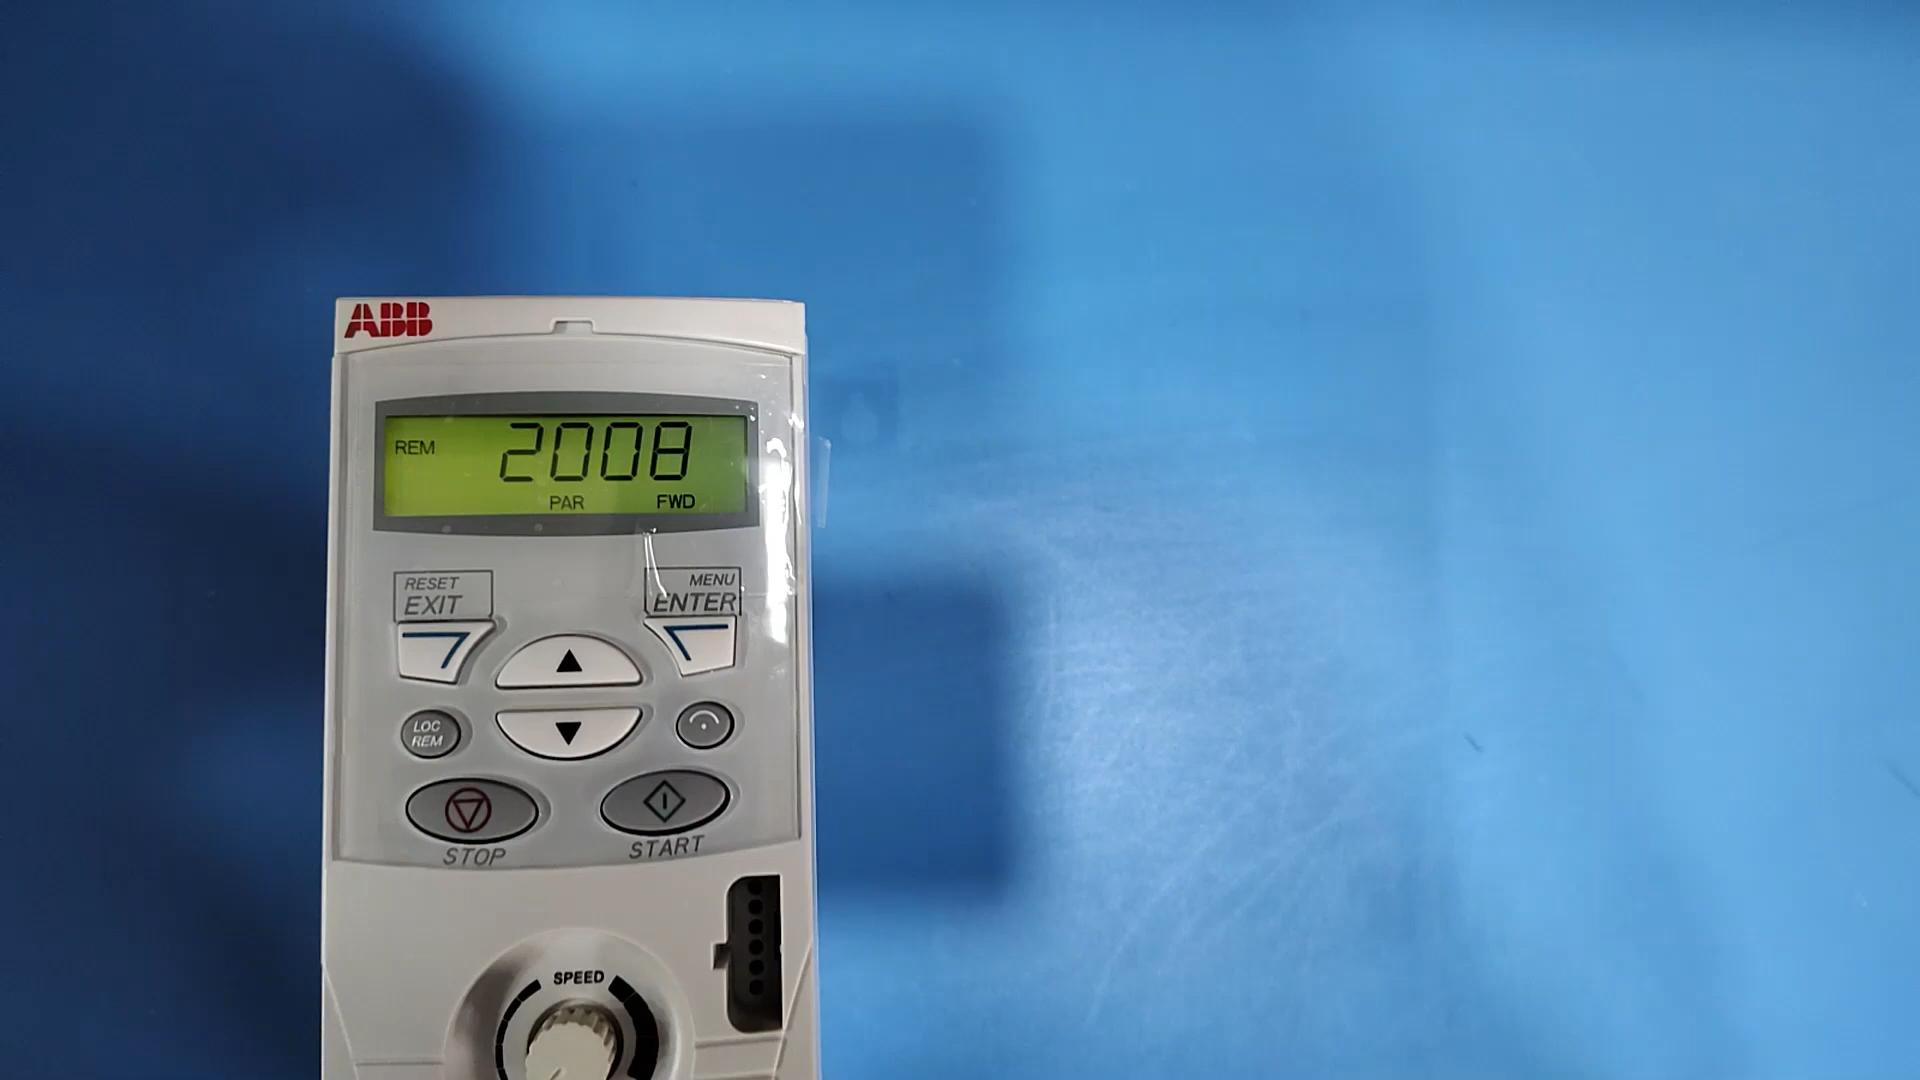 ABB
REM 2008
PAR FWD
RESET
EXIT
MENU
ENTER
LOC
REM
STOP
START
SPEED